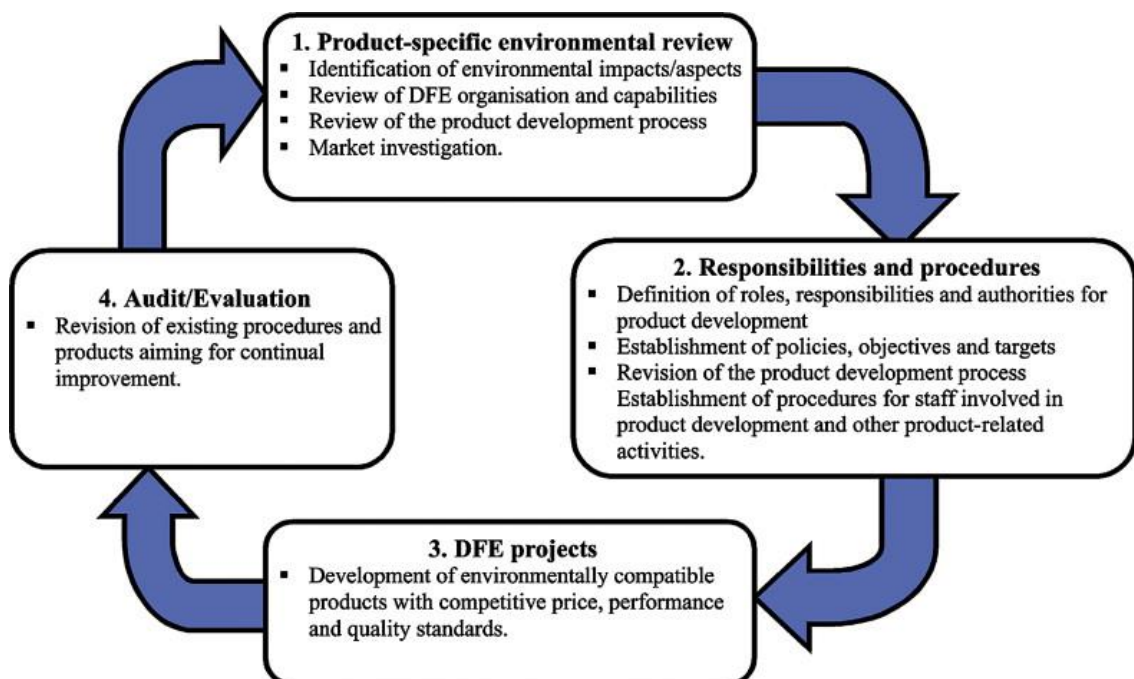 1. Product-specific environmental review
▪ Identification of environmental impacts/aspects
▪ Review of DFE organisation and capabilities
▪ Review of the product development process
▪ Market investigation.
2. Responsibilities and procedures
▪ Definition of roles, responsibilities and authorities for
product development
▪ Establishment of policies, objectives and targets
▪ Revision of the product development process
Establishment of procedures for staff involved in
product development and other product-related
activities.
3. DFE projects
▪ Development of environmentally compatible
products with competitive price, performance
and quality standards.
4. Audit/Evaluation
▪ Revision of existing procedures and
products aiming for continual
improvement.